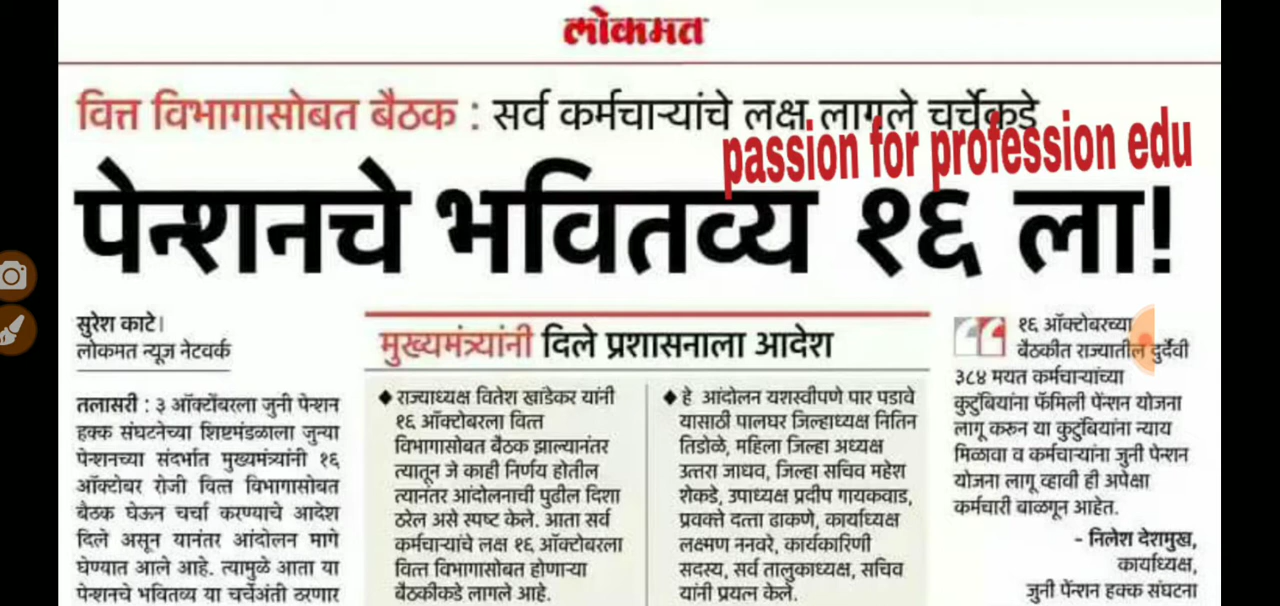 लोकमत
वित्त विभागासोबत बैठक : सर्व कर्मचाऱ्यांचे लक्ष लागले चर्चेकडे
passion for profession edu
पेन्शनचे भवितव्य १६ ला!
सुरेश काटे।
लोकमत न्यूज नेटवर्क
तलासरी : ३ ऑक्टोंबरला जुनी पेन्शन
हक्क संघटनेच्या शिष्टमंडळाला जुन्या
पेन्शनच्या संदर्भात मुख्यमंत्र्यांनी १६
ऑक्टोबर रोजी वित्त विभागासोबत
बैठक घेऊन चर्चा करण्याचे आदेश
दिले असून यानंतर आंदोलन मागे
घेण्यात आले आहे. त्यामुळे आता या
पेन्शनचे भवितव्य या चर्चेअंती ठरणार
मुख्यमंत्र्यांनी दिले प्रशासनाला आदेश
◆ राज्याध्यक्ष वितेश खांडेकर यांनी
१६ ऑक्टोबरला वित्त
विभागासोबत बैठक झाल्यानंतर
त्यातून जे काही निर्णय होतील
त्यानंतर आंदोलनाची पुढील दिशा
ठरेल असे स्पष्ट केले. आता सर्व
कर्मचाऱ्यांचे लक्ष १६ ऑक्टोबरला
वित्त विभागासोबत होणाऱ्या
बैठकीकडे लागले आहे.
◆ हे आंदोलन यशस्वीपणे पार पडावे
यासाठी पालघर जिल्हाध्यक्ष नितिन
तिडोळे, महिला जिल्हा अध्यक्ष
उत्तरा जाधव, जिल्हा सचिव महेश
शेकडे, उपाध्यक्ष प्रदीप गायकवाड,
प्रवक्ते दत्ता ढाकणे, कार्याध्यक्ष
लक्ष्मण ननवरे, कार्यकारिणी
सदस्य, सर्व तालुकाध्यक्ष, सचिव
यांनी प्रयत्न केले.
१६ ऑक्टोबरच्या
बैठकीत राज्यातील दुर्दैवी
३८४ मयत कर्मचाऱ्यांच्या
कुटुंबियांना फॅमिली पेंन्शन योजना
लागू करून या कुटुंबियांना न्याय
मिळावा व कर्मचाऱ्यांना जुनी पेन्शन
योजना लागू व्हावी ही अपेक्षा
कर्मचारी बाळगून आहेत.
- निलेश देशमुख,
कार्याध्यक्ष,
जुनी पेंन्शन हक्क संघटना